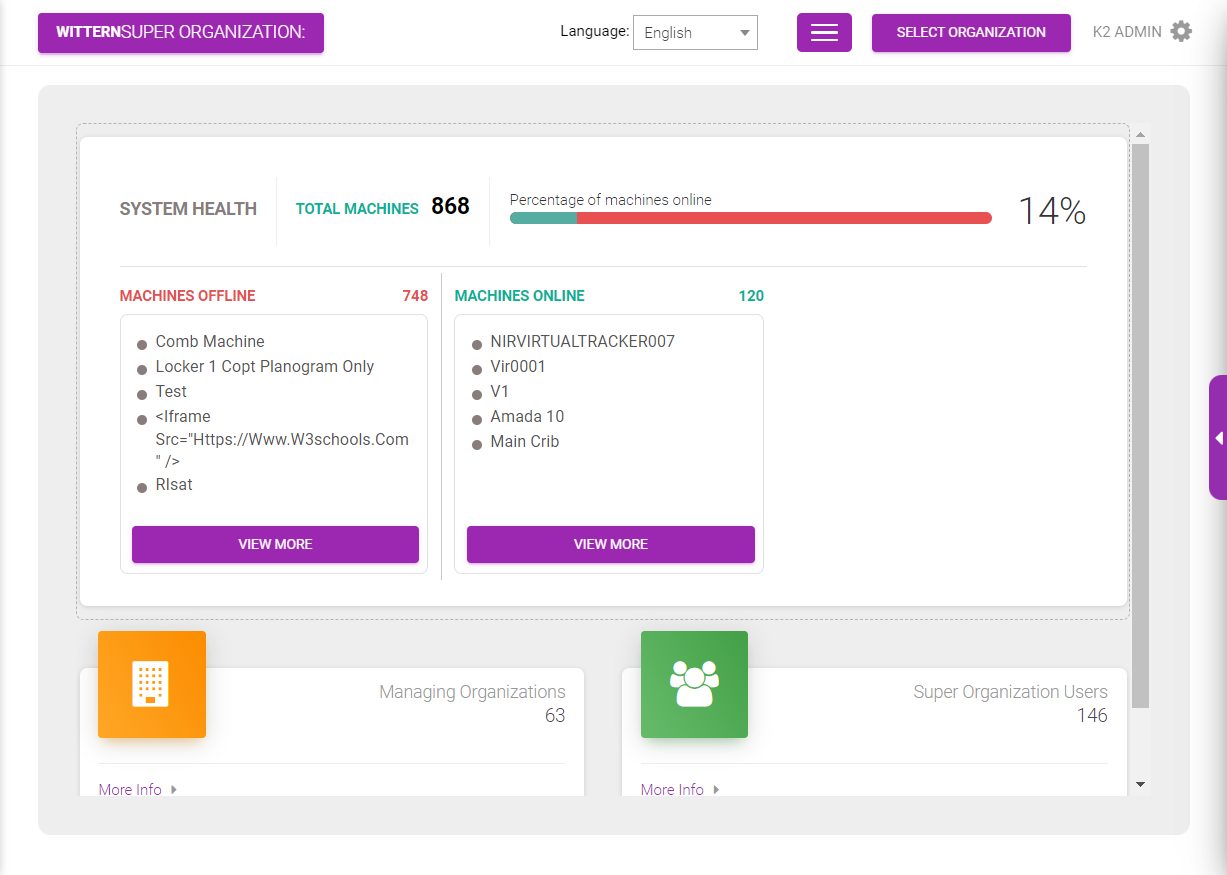 WITTERNSUPER ORGANIZATION:
Language: English
SELECT ORGANIZATION
K2 ADMIN
SYSTEM HEALTH
TOTAL MACHINES 868
Percentage of machines online
14%
MACHINES OFFLINE 748
Comb Machine
Locker 1 Copt Planogram Only
Test
<Iframe
Src="Https://Www.W3schools.Com
" />
Rlsat
VIEW MORE
MACHINES ONLINE 120
NIRVIRTUALTRACKER007
Vir0001
V1
Amada 10
Main Crib
VIEW MORE
Managing Organizations
63
More Info
Super Organization Users
146
More Info